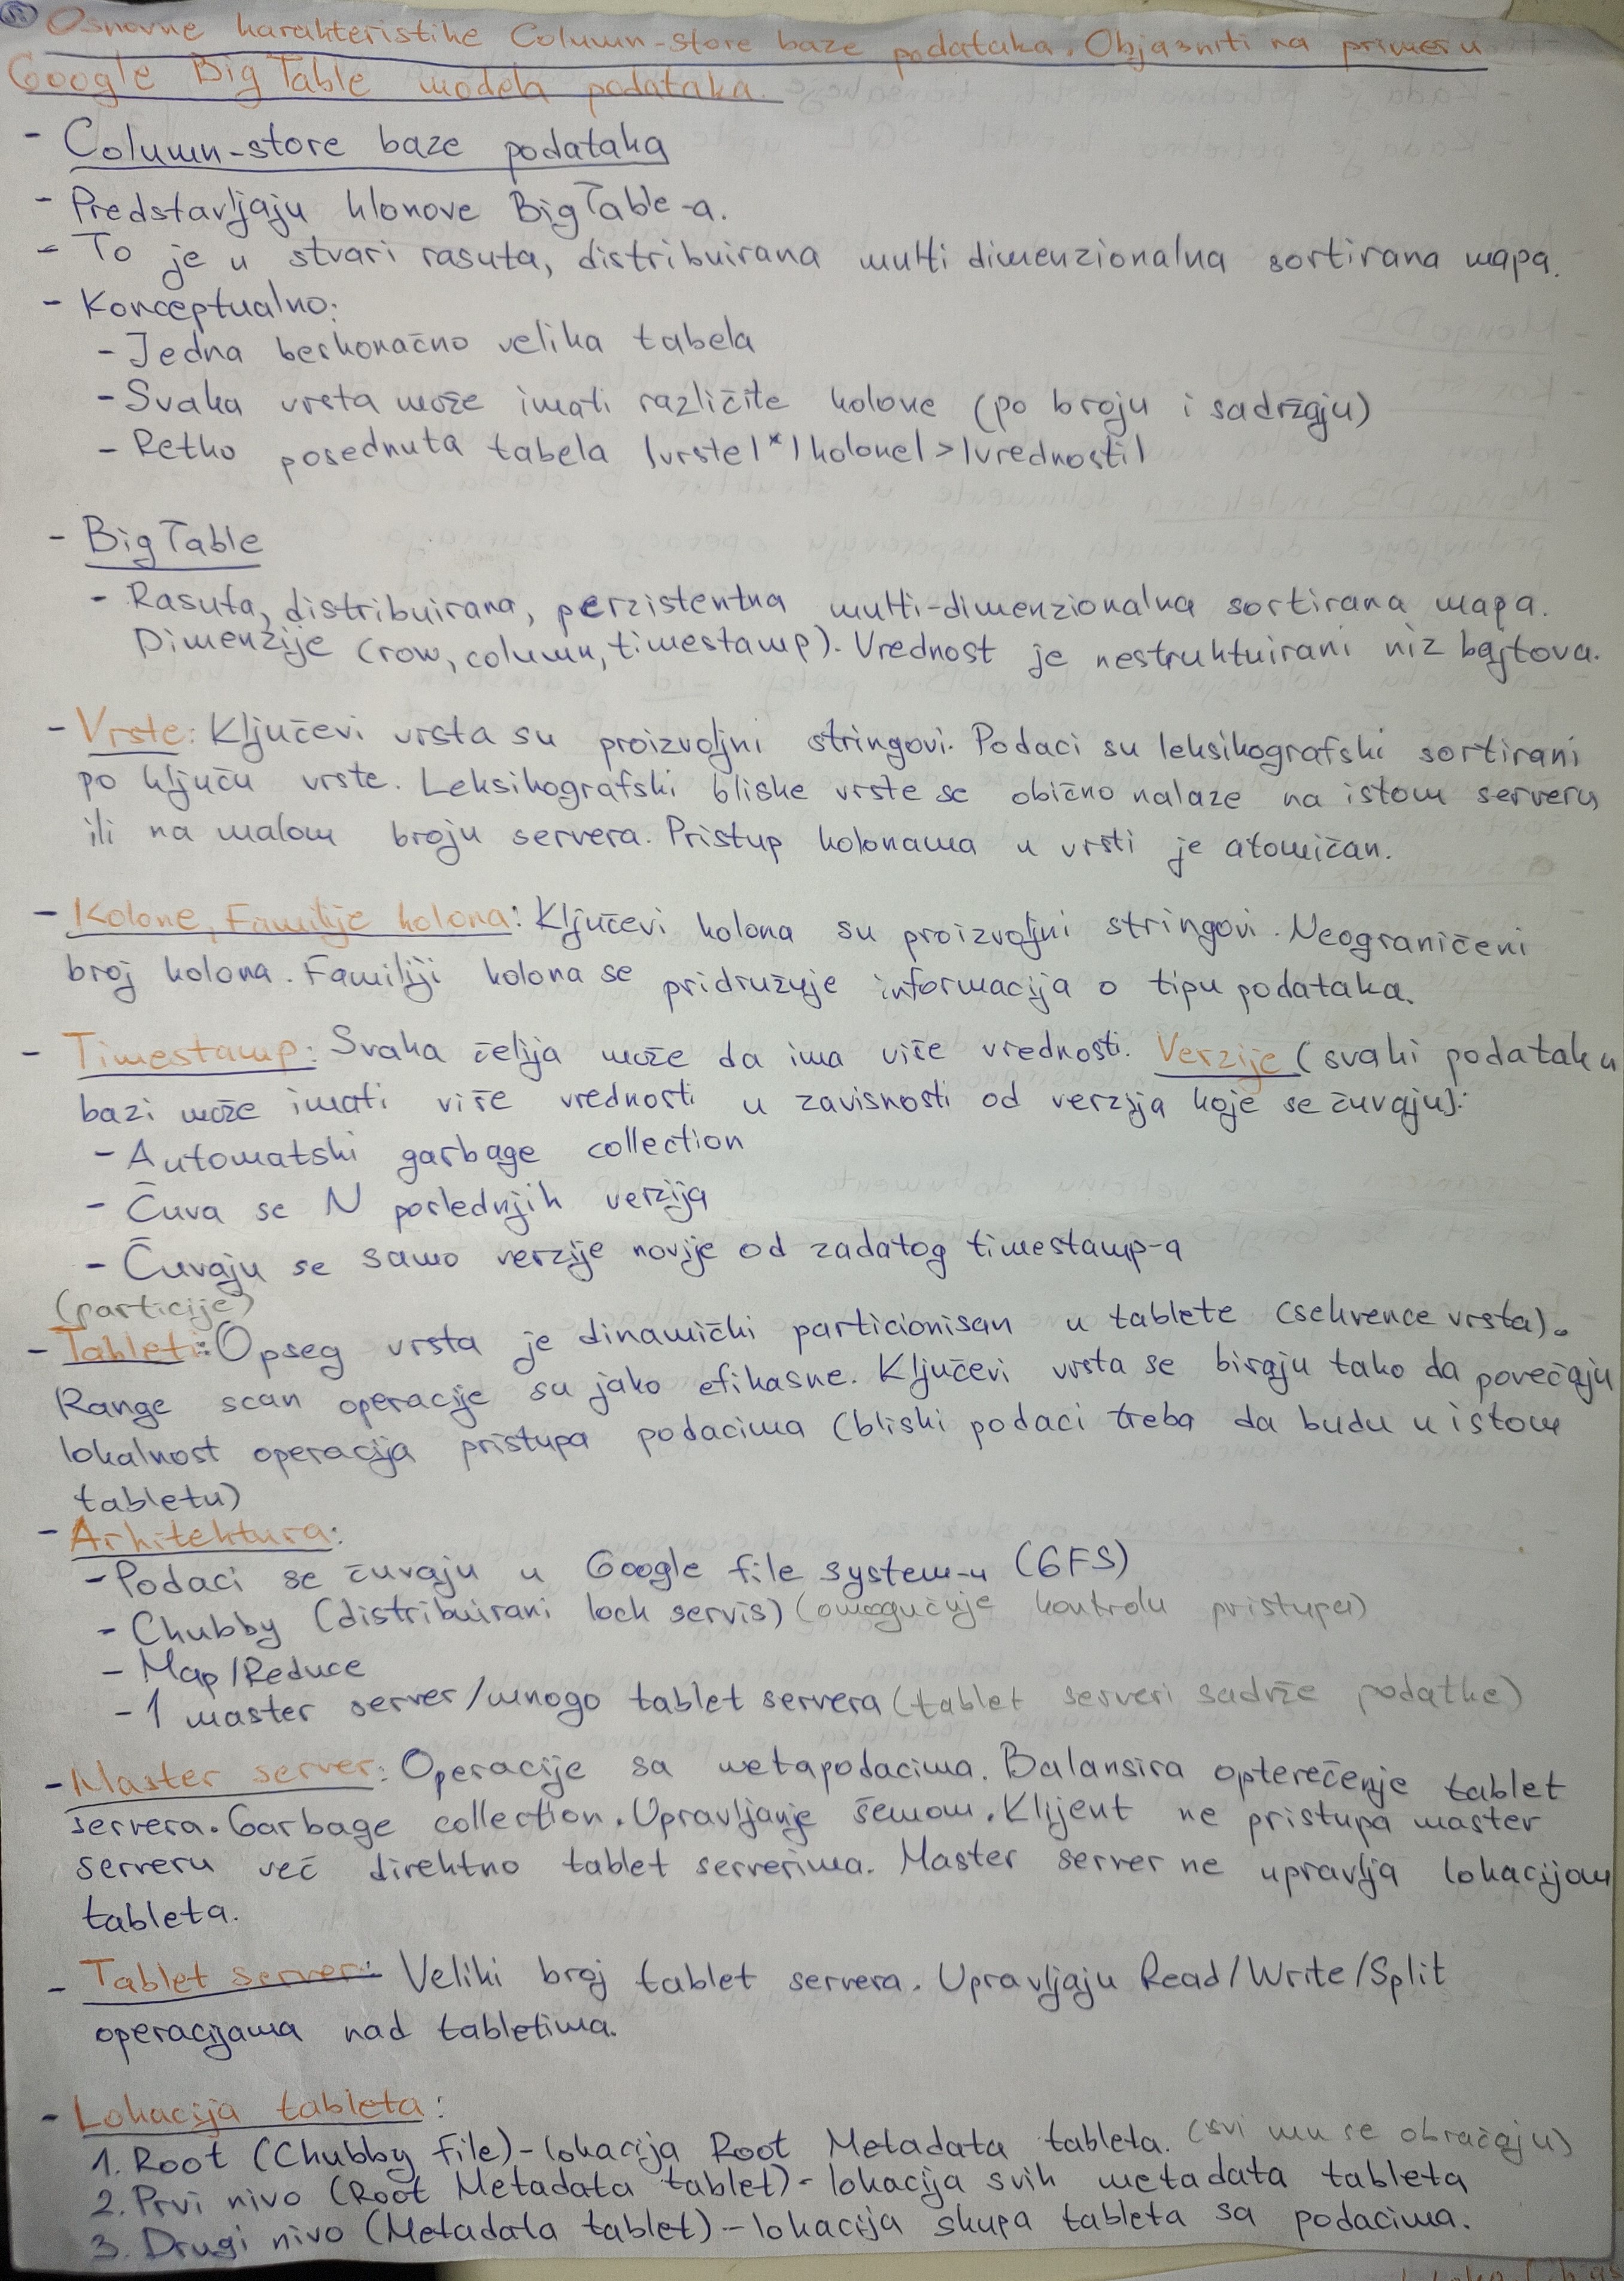 Osnovne karakteristike Column-store baze podataka. Objasniti na primeru
Google BigTable modela podataka.
- Column-store baze podataka
- Predstavljaju klonove BigTable-a.
- To je u stvari rasuta, distribuirana multi dimenzionalna sortirana mapa.
- Konceptualno:
- Jedna beskonačno velika tabela
- Svaka vrsta može imati različite kolone (po broju i sadržaju)
- Retko posednuta tabela |vrste|*|kolone|>|vrednosti|
- BigTable
- Rasuta, distribuirana, perzistentna multi-dimenzionalna sortirana mapa.
Dimenzije (row, column, timestamp). Vrednost je nestruktuirani niz bajtova.
- Vrste: Ključevi vrsta su proizvoljni stringovi. Podaci su leksikografski sortirani
po ključu vrste. Leksikografski bliske vrste se obično nalaze na istom serveru
ili na malom broju servera. Pristup kolonama u vrsti je atomičan.
- Kolone, Familije kolona: Ključevi kolona su proizvoljni stringovi. Neograničeni
broj kolona. Familiji kolona se pridružuje informacija o tipu podataka.
- Timestamp: Svaka čelija može da ima više vrednosti. Verzije (svaki podatak u
bazi može imati više vrednosti u zavisnosti od verzija koje se čuvaju):
- Automatski garbage collection
- Čuva se N poslednjih verzija
- Čuvaju se samo verzije novije od zadatog timestamp-a
(particije)
- Tableti: Opseg vrsta je dinamički particionisan u tablete (sekvence vrsta).
Range scan operacije su jako efikasne. Ključevi vrsta se biraju tako da povečaju
lokalnost operacija pristupa podacima (bliski podaci treba da budu u istom
tabletu)
- Arhitektura:
- Podaci se čuvaju u Google file system-u (GFS)
- Chubby (distribuirani lock servis) (omogučuje kontrolu pristupa)
- Map/Reduce
- 1 master server/mnogo tablet servera (tablet serveri sadrže podatke)
- Master server: Operacije sa metapodacima. Balansira opterečenje tablet
servera. Garbage collection. Upravljanje šemom. Klijent ne pristupa master
serveru več direktno tablet serverima. Master server ne upravlja lokacijom
tableta.
- Tablet server: Veliki broj tablet servera. Upravljaju Read/Write/Split
operacijama nad tabletima.
- Lokacija tableta:
1. Root (Chubby file)-lokacija Root Metadata tableta. (svi mu se obračaju)
2. Prvi nivo (Root Metadata tablet)-lokacija svih metadata tableta
3. Drugi nivo (Metadata tablet)-lokacija skupa tableta sa podacima.